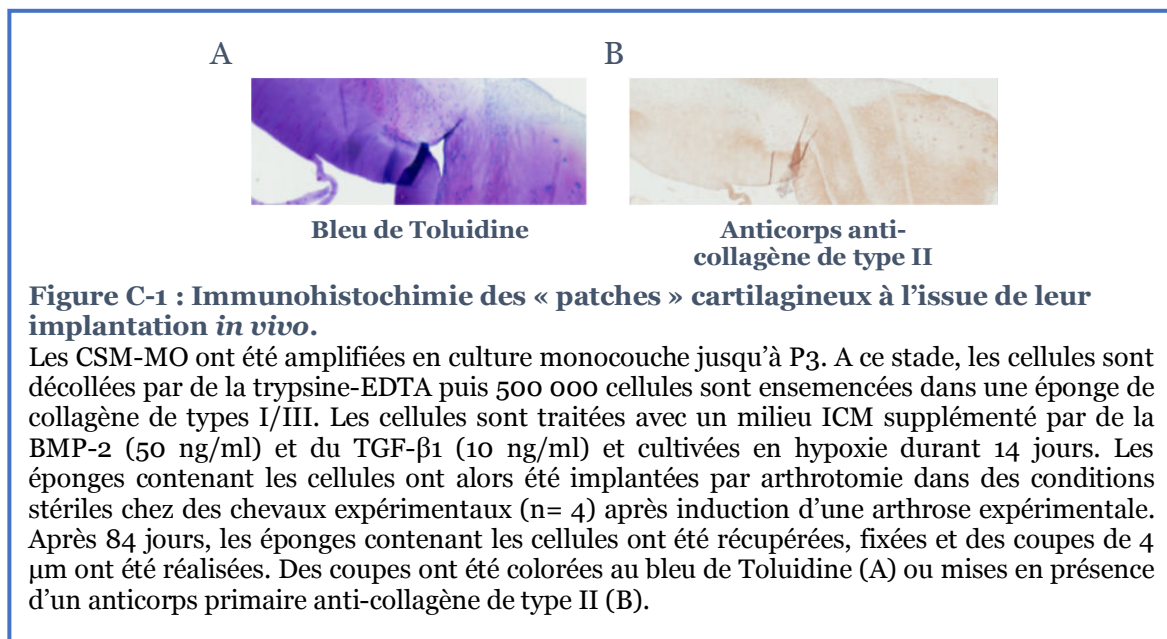 A
B
Bleu de Toluidine
Anticorps anti-
collagène de type II
Figure C-1 : Immunohistochimie des « patches » cartilagineux à l’issue de leur
implantation in vivo.
Les CSM-MO ont été amplifiées en culture monocouche jusqu’à P3. A ce stade, les cellules sont
décollées par de la trypsine-EDTA puis 500 000 cellules sont ensemencées dans une éponge de
collagène de types I/III. Les cellules sont traitées avec un milieu ICM supplémenté par de la
BMP-2 (50 ng/ml) et du TGF-β1 (10 ng/ml) et cultivées en hypoxie durant 14 jours. Les
éponges contenant les cellules ont alors été implantées par arthrotomie dans des conditions
stériles chez des chevaux expérimentaux (n= 4) après induction d’une arthrose expérimentale.
Après 84 jours, les éponges contenant les cellules ont été récupérées, fixées et des coupes de 4
µm ont été réalisées. Des coupes ont été colorées au bleu de Toluidine (A) ou mises en présence
d’un anticorps primaire anti-collagène de type II (B).